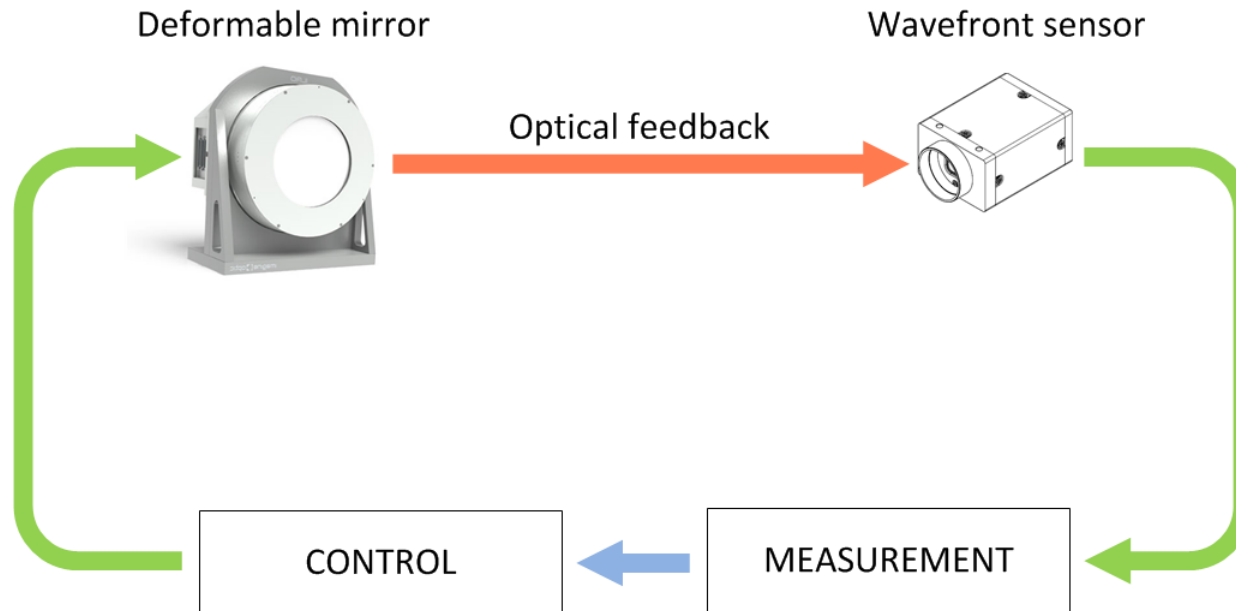 Deformable mirror
Wavefront sensor
Optical feedback
CONTROL
MEASUREMENT